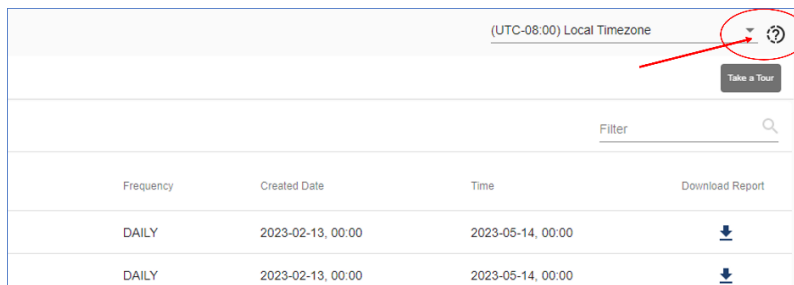 (UTC-08:00) Local Timezone
Take a Tour
Filter
Frequency Created Date Time Download Report
DAILY 2023-02-13, 00:00 2023-05-14, 00:00
DAILY 2023-02-13, 00:00 2023-05-14, 00:00